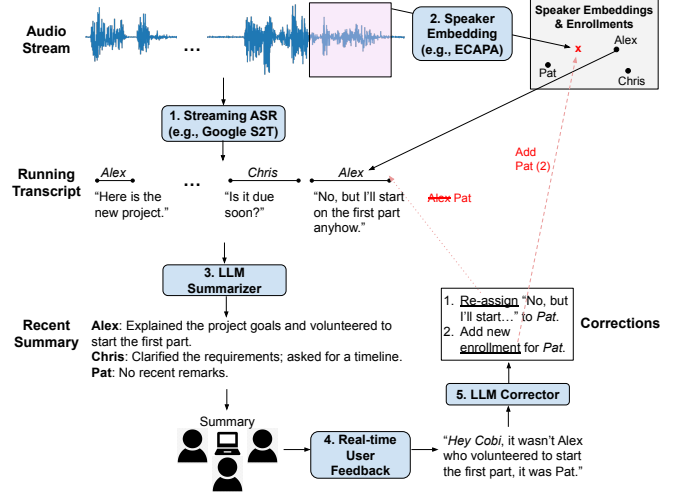 Audio
Stream
...
2. Speaker
Embedding
(e.g., ECAPA)
Speaker Embeddings
& Enrollments
Alex
x
Pat
Chris
1. Streaming ASR
(e.g., Google S2T)
Add
Pat (2)
Running
Transcript
Alex
“Here is the
new project.”
...
Chris
“Is it due
soon?”
Alex
“No, but I’ll start
on the first part
anyhow.”
Alex Pat
3. LLM
Summarizer
1. Re-assign “No, but
I’ll start…” to Pat.
2. Add new
enrollment for Pat.
Corrections
Recent
Summary
Alex: Explained the project goals and volunteered to
start the first part.
Chris: Clarified the requirements; asked for a timeline.
Pat: No recent remarks.
5. LLM Corrector
Summary
4. Real-time
User
Feedback
“Hey Cobi, it wasn’t Alex
who volunteered to start
the first part, it was Pat.”